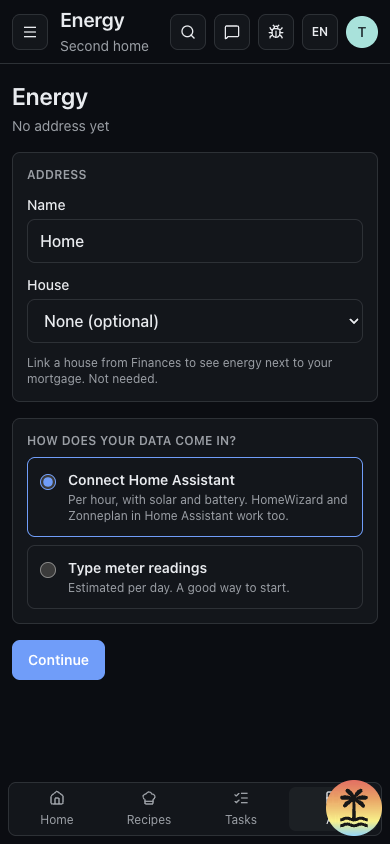 Energy
Second home
EN
T
Energy
No address yet
ADDRESS
Name
Home
House
None (optional)
Link a house from Finances to see energy next to your
mortgage. Not needed.
HOW DOES YOUR DATA COME IN?
Connect Home Assistant
Per hour, with solar and battery. HomeWizard and
Zonneplan in Home Assistant work too.
Type meter readings
Estimated per day. A good way to start.
Continue
Home
Recipes
Tasks